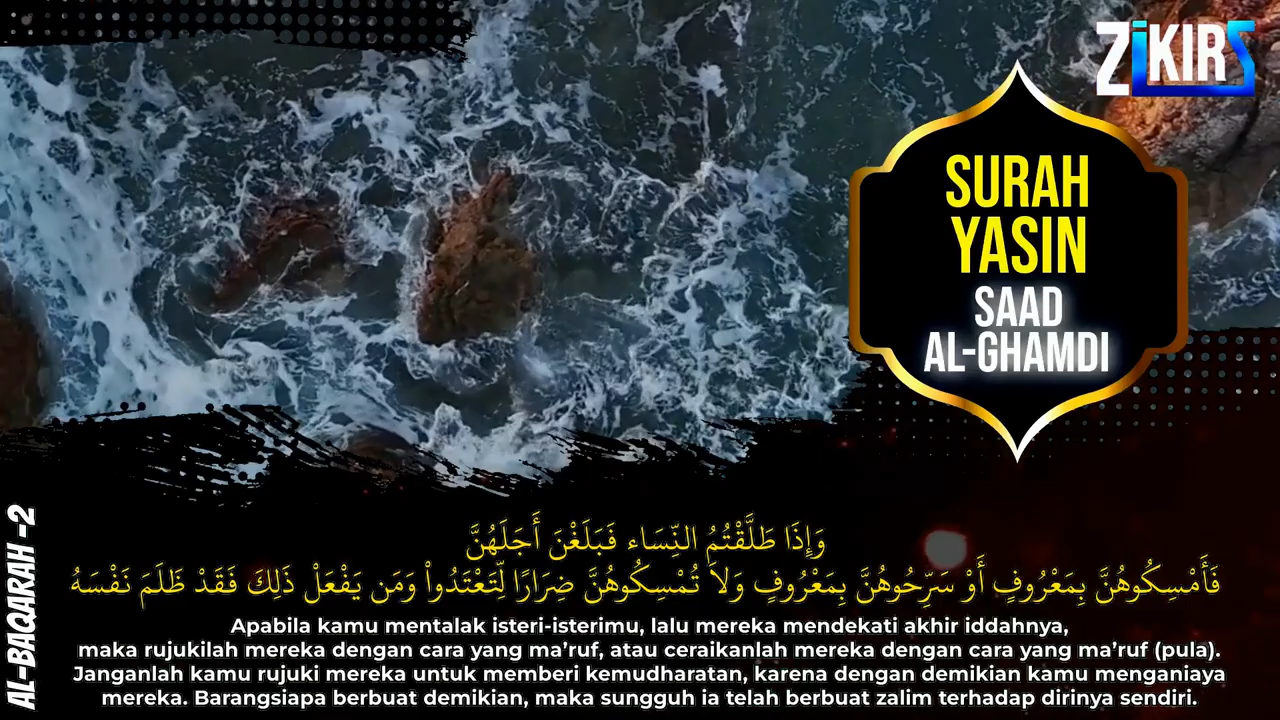 ZiKIR
SURAH
YASIN
SAAD
AL-GHAMDI
AL-BAQARAH -2
وَإِذَا طَلَّقْتُمُ النِّسَاء فَبَلَغْنَ أَجَلَهُنَّ
فَأَمْسِكُوهُنَّ بِمَعْرُوفٍ أَوْ سَرِّحُوهُنَّ بِمَعْرُوفٍ وَلاَ تُمْسِكُوهُنَّ ضِرَارًا لَّتَعْتَدُواْ وَمَن يَفْعَلْ ذَلِكَ فَقَدْ ظَلَمَ نَفْسَهُ
Apabila kamu mentalak isteri-isterimu, lalu mereka mendekati akhir iddahnya,
maka rujukilah mereka dengan cara yang ma’ruf, atau ceraikanlah mereka dengan cara yang ma’ruf (pula).
Janganlah kamu rujuki mereka untuk memberi kemudharatan, karena dengan demikian kamu menganiaya
mereka. Barangsiapa berbuat demikian, maka sungguh ia telah berbuat zalim terhadap dirinya sendiri.